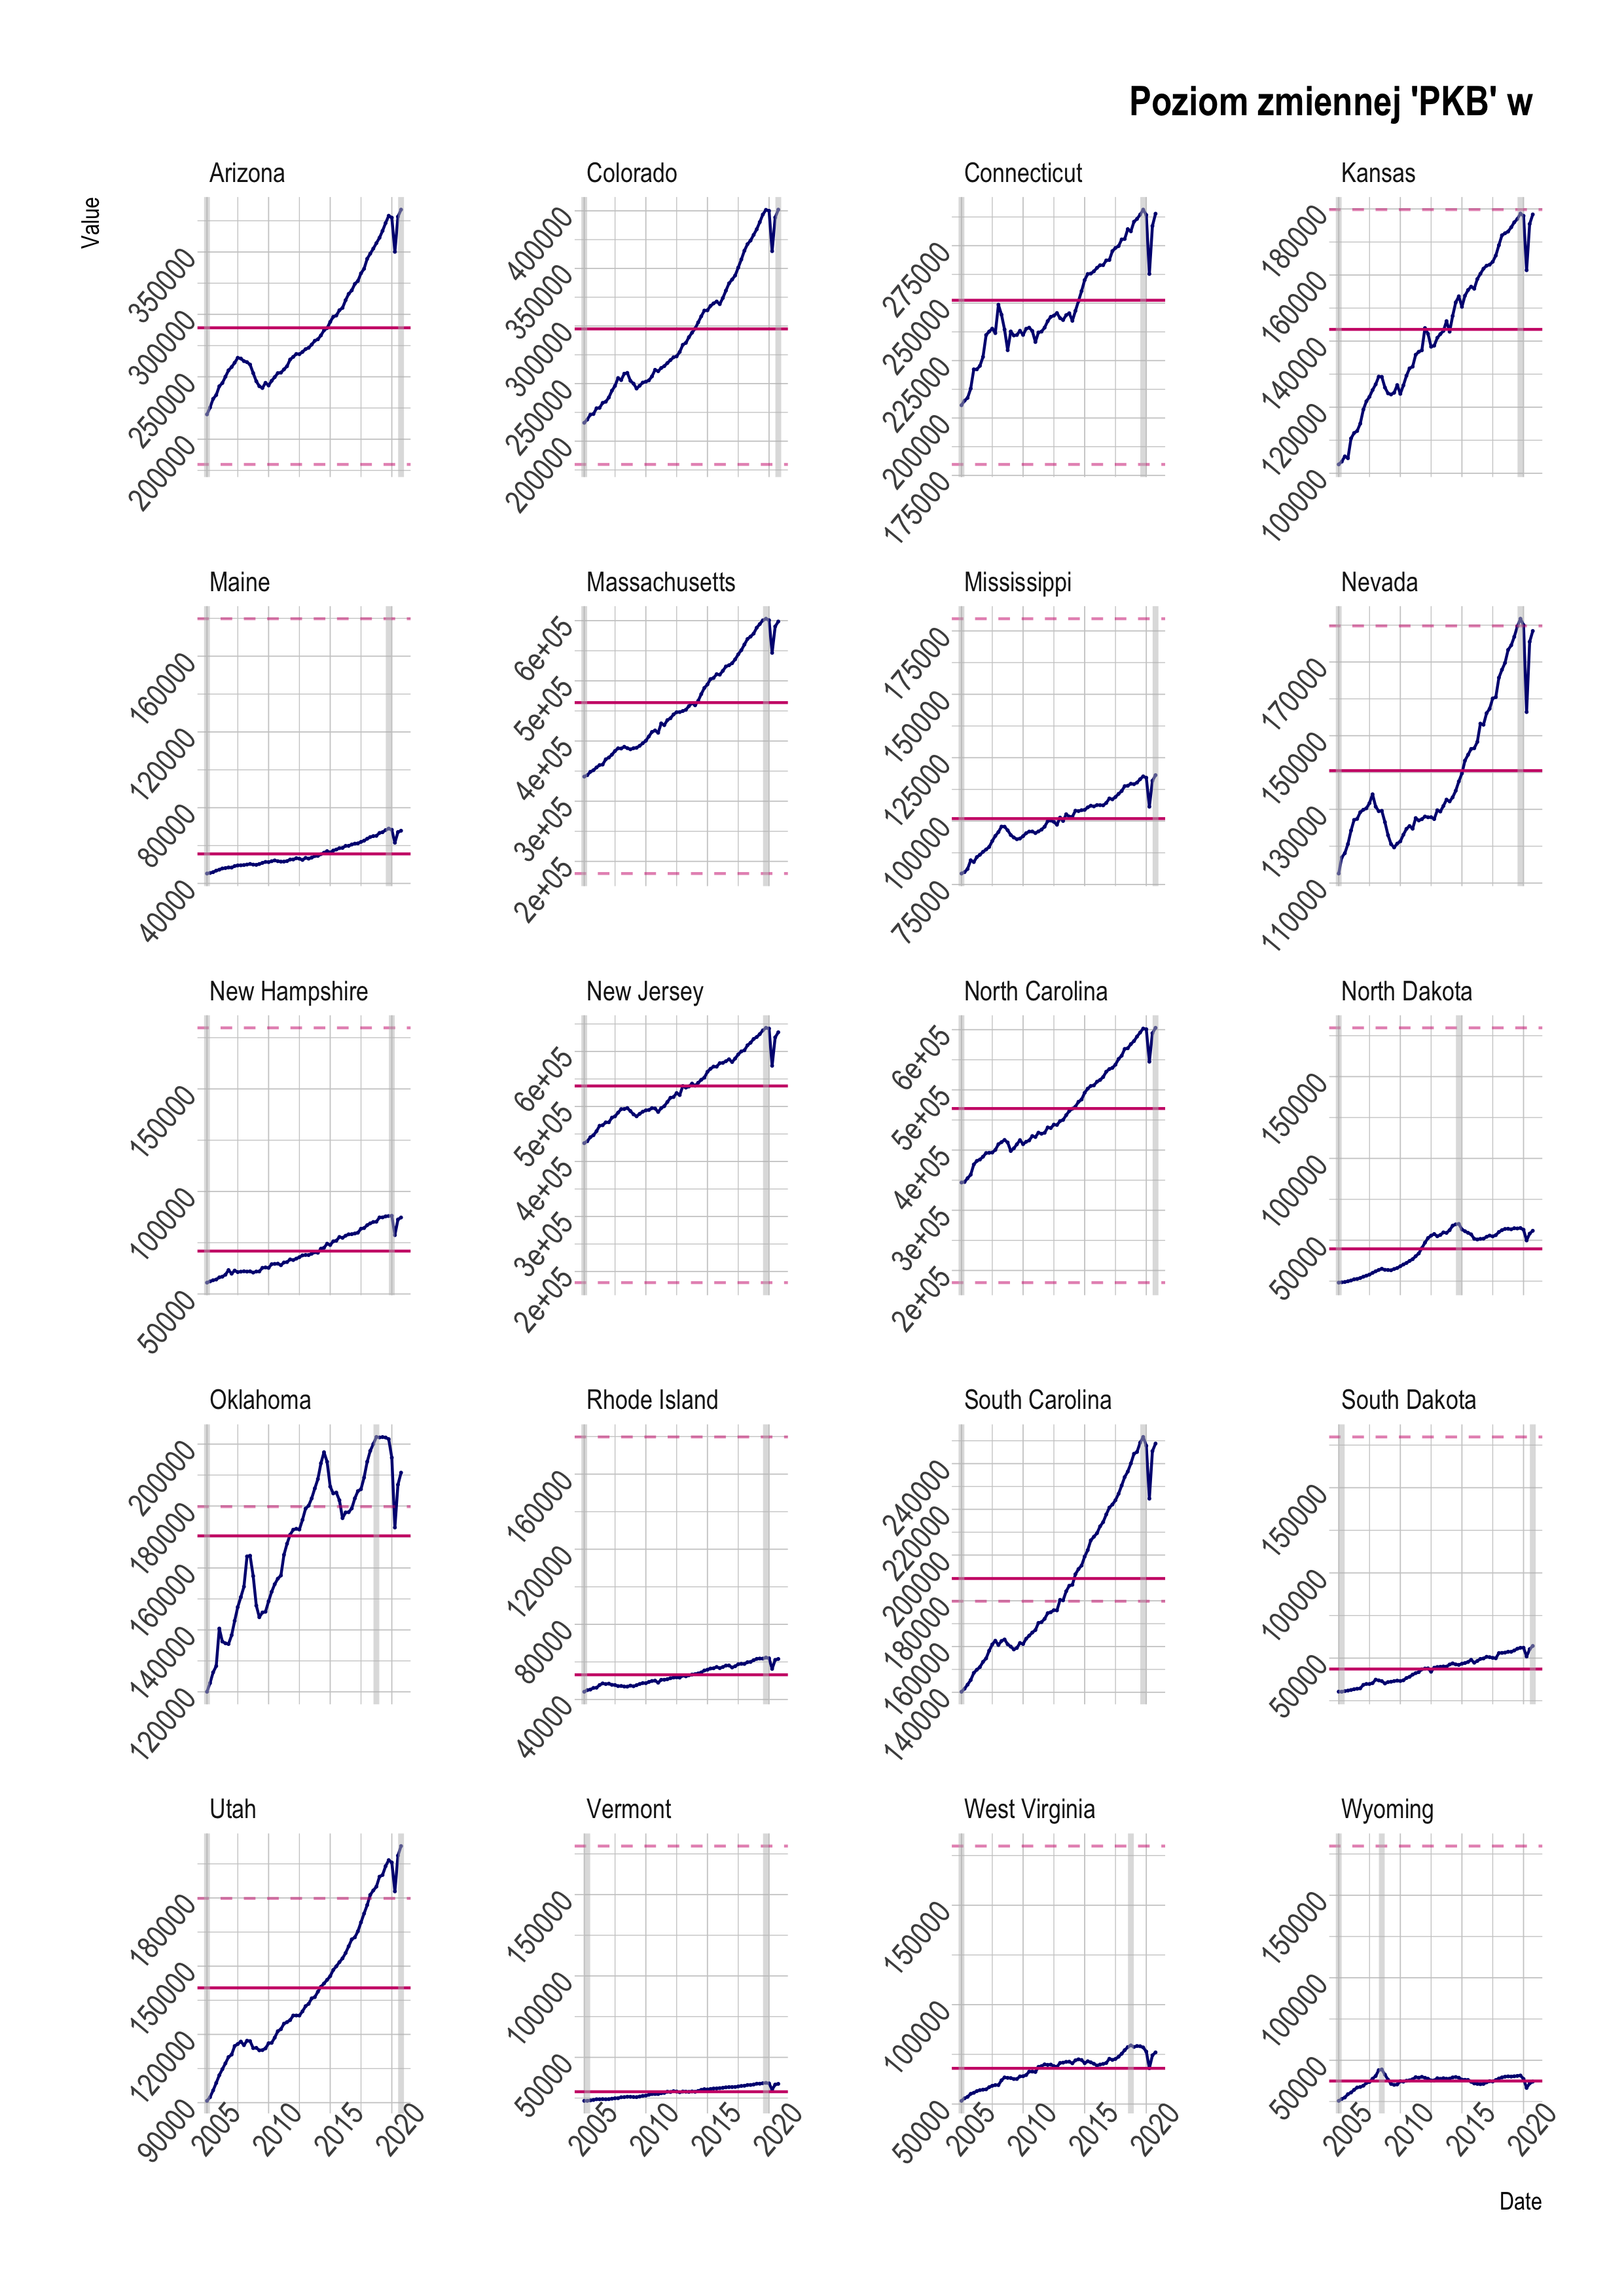 Poziom zmiennej 'PKB' w
Value
Arizona
Colorado
Connecticut
Kansas
350000
300000
250000
200000
400000
350000
300000
250000
200000
275000
250000
225000
200000
175000
180000
160000
140000
120000
100000
Maine
Massachusetts
Mississippi
Nevada
160000
120000
80000
40000
6e+05
5e+05
4e+05
3e+05
2e+05
175000
150000
125000
100000
75000
170000
150000
130000
110000
New Hampshire
New Jersey
North Carolina
North Dakota
150000
100000
50000
6e+05
5e+05
4e+05
3e+05
2e+05
6e+05
5e+05
4e+05
3e+05
2e+05
150000
100000
50000
Oklahoma
Rhode Island
South Carolina
South Dakota
200000
180000
160000
140000
120000
160000
120000
80000
40000
240000
220000
200000
180000
160000
140000
150000
100000
50000
Utah
Vermont
West Virginia
Wyoming
180000
150000
120000
90000
150000
100000
50000
150000
100000
50000
150000
100000
50000
2005 2010 2015 2020
2005 2010 2015 2020
2005 2010 2015 2020
2005 2010 2015 2020
Date